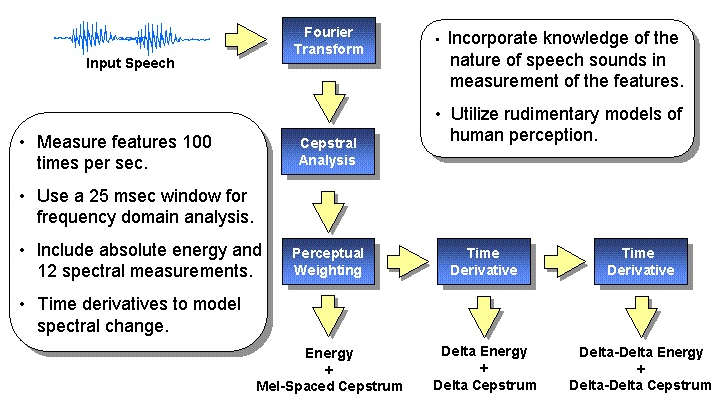 Input Speech
Fourier
Transform
• Incorporate knowledge of the
nature of speech sounds in
measurement of the features.
• Utilize rudimentary models of
human perception.
Cepstral
Analysis
• Measure features 100
times per sec.
• Use a 25 msec window for
frequency domain analysis.
• Include absolute energy and
12 spectral measurements.
• Time derivatives to model
spectral change.
Perceptual
Weighting
Time
Derivative
Time
Derivative
Energy
+
Mel-Spaced Cepstrum
Delta Energy
+
Delta Cepstrum
Delta-Delta Energy
+
Delta-Delta Cepstrum